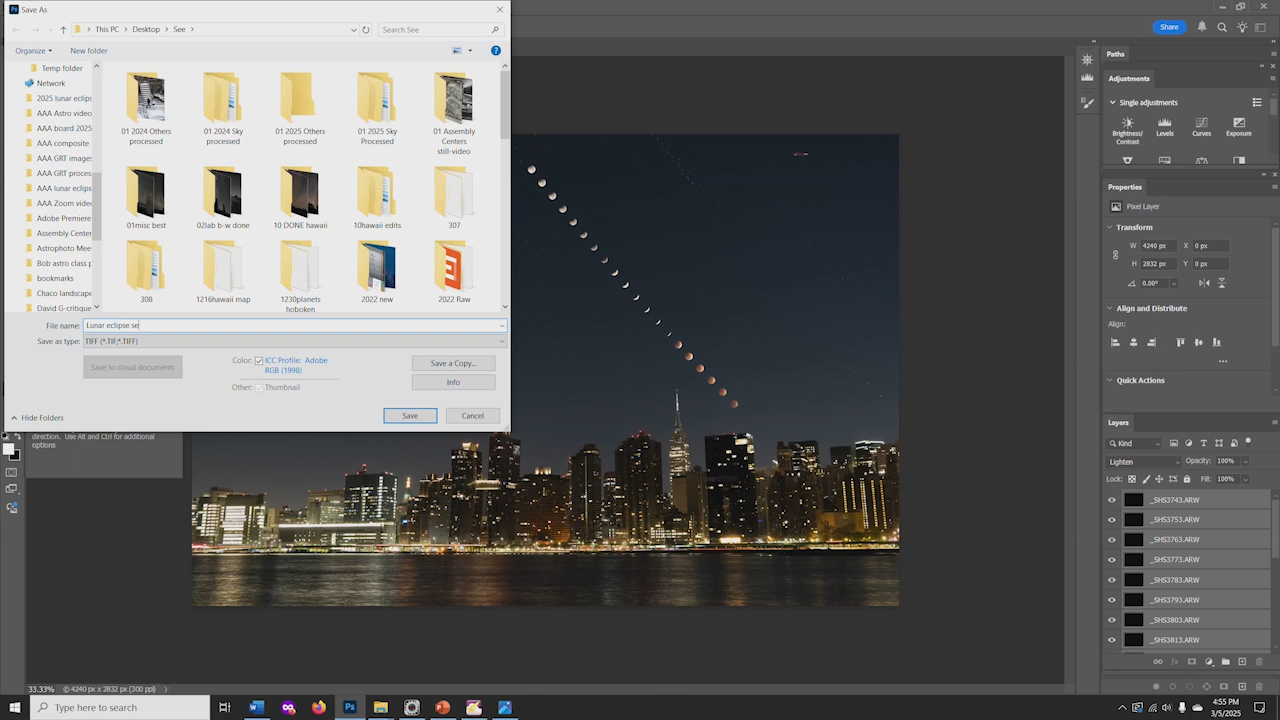 Save As
This PC
Desktop
See
Search See
Organize
New folder
Temp folder
Network
2025 lunar eclips
AAA Astro video
AAA board 2025
AAA composite
AAA GRT images
AAA GRT proces
AAA lunar eclips
AAA Zoom video
Adobe Premiere
Assembly Center
Astrophoto Mee
Bob astro class p
bookmarks
Chaco landscape
David G-critique
01 2024 Others processed
01 2024 Sky processed
01 2025 Others processed
01 2025 Sky Processed
01 Assembly Centers still-video
01misc best
02lab b-w done
10 DONE hawaii
10hawaii edits
307
308
1216hawaii map
1230planets hoboken
2022 new
2022 Raw
File name: Lunar eclipse se
Save as type: TIFF (*.TIF;*.TIFF)
Save to cloud documents
Color: ICC Profile: Adobe RGB (1998)
Other: Thumbnail
Save a Copy...
Info
Hide Folders
Save
Cancel
direction. Use Alt and Ctrl for additional
options
Share
Paths
Adjustments
Single adjustments
Brightness/
Contrast
Levels
Curves
Exposure
Properties
Pixel Layer
Transform
W 4240 px X 0 px
H 2832 px Y 0 px
0.00°
Align and Distribute
Align:
Quick Actions
Layers
Kind
Lighten
Opacity: 100%
Lock:
Fill: 100%
_SHS3743.ARW
_SHS3753.ARW
_SHS3763.ARW
_SHS3773.ARW
_SHS3783.ARW
_SHS3793.ARW
_SHS3803.ARW
_SHS3813.ARW
33.33%
4240 px x 2832 px (300 ppi)
Type here to search
4:55 PM
3/5/2025